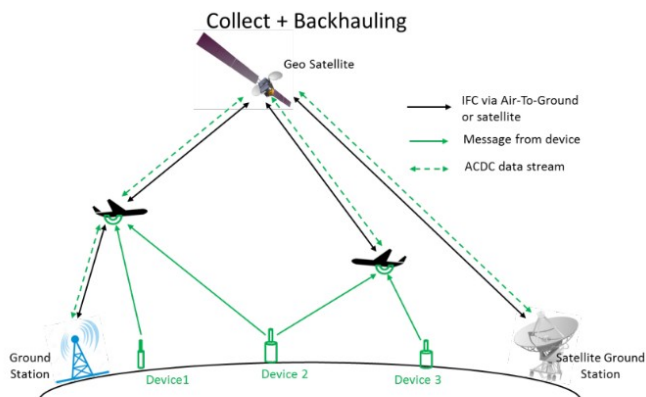 Collect + Backhauling
Geo Satellite
IFC via Air-To-Ground
or satellite
Message from device
ACDC data stream
Ground
Station
Device1
Device 2
Device 3
Satellite Ground
Station